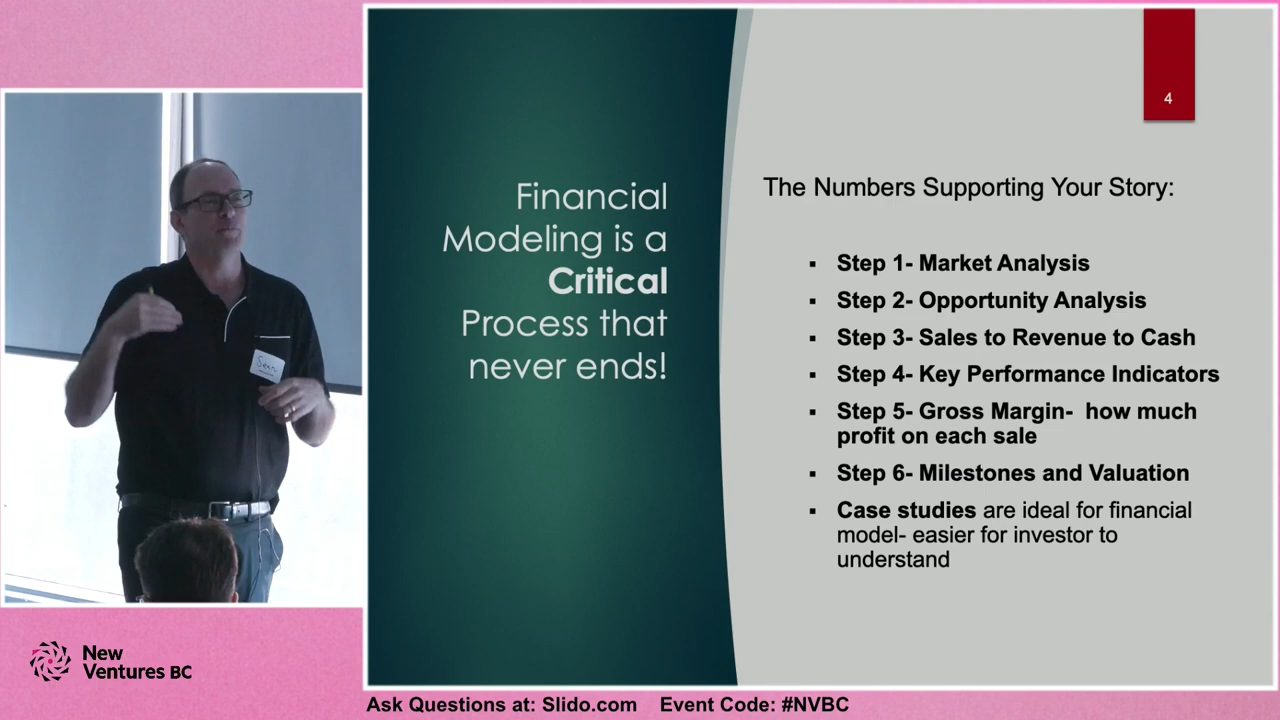 4
Financial
Modeling is a
Critical
Process that
never ends!
The Numbers Supporting Your Story:
▪ Step 1- Market Analysis
▪ Step 2- Opportunity Analysis
▪ Step 3- Sales to Revenue to Cash
▪ Step 4- Key Performance Indicators
▪ Step 5- Gross Margin- how much
profit on each sale
▪ Step 6- Milestones and Valuation
▪ Case studies are ideal for financial
model- easier for investor to
understand
New
Ventures BC
Ask Questions at: Slido.com Event Code: #NVBC